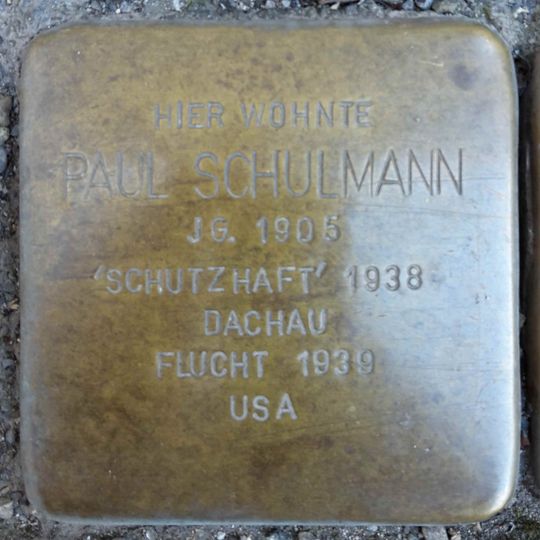 HIER WOHNTE
PAUL SCHULMANN
JG. 1905
'SCHUTZHAFT' 1938
DACHAU
FLUCHT 1939
USA